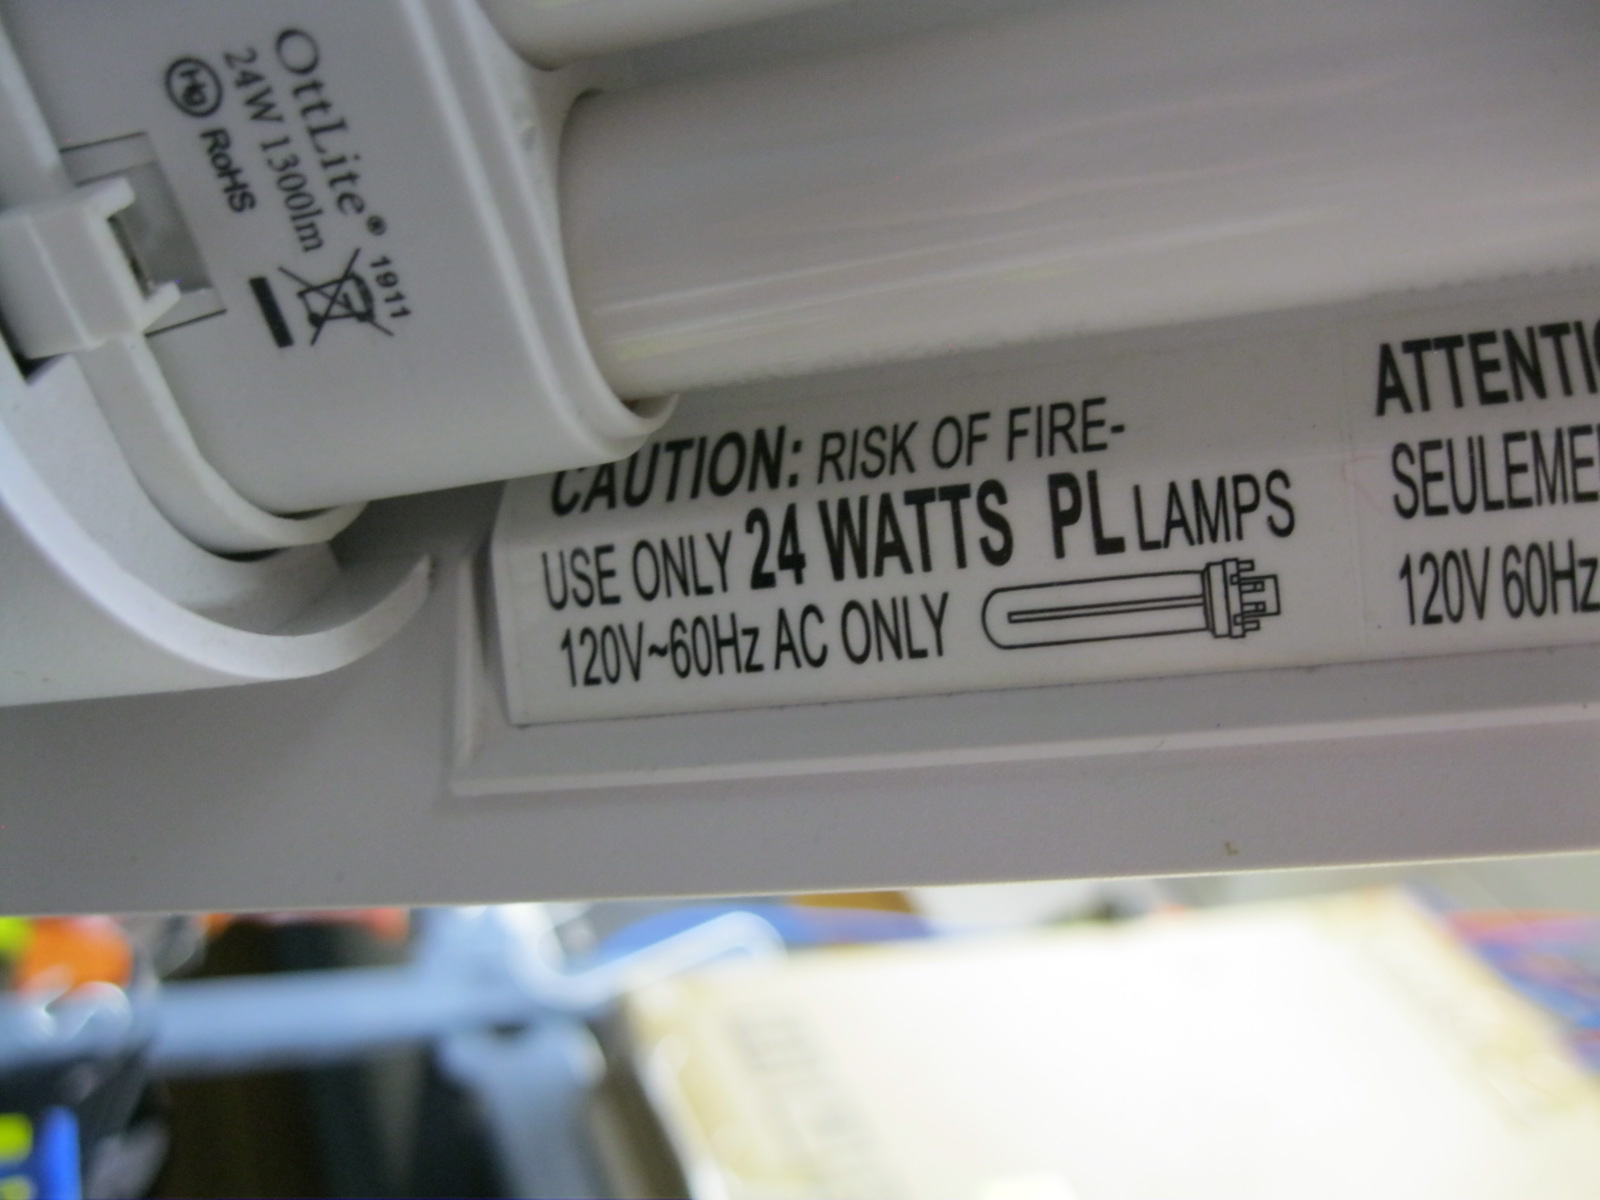 OttLite® 1911
24W 1300lm
Hg RoHS
CAUTION: RISK OF FIRE-
USE ONLY 24 WATTS PL LAMPS
120V~60Hz AC ONLY
ATTENTI
SEULEME
120V 60Hz